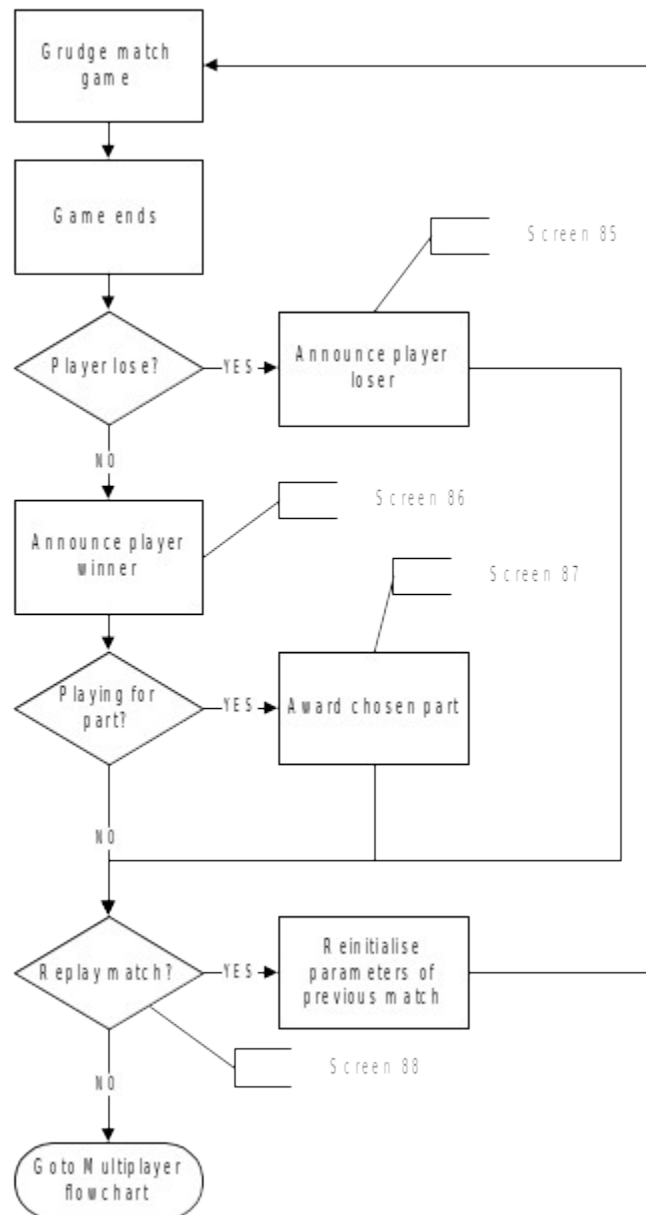 Grudge match
game
Game ends
Screen 85
Player lose?
YES
Announce player
loser
NO
Screen 86
Announce player
winner
Screen 87
Playing for
part?
YES
Award chosen part
NO
Replay match?
YES
Reinitialise
parameters of
previous match
Screen 88
NO
Goto Multiplayer
flowchart